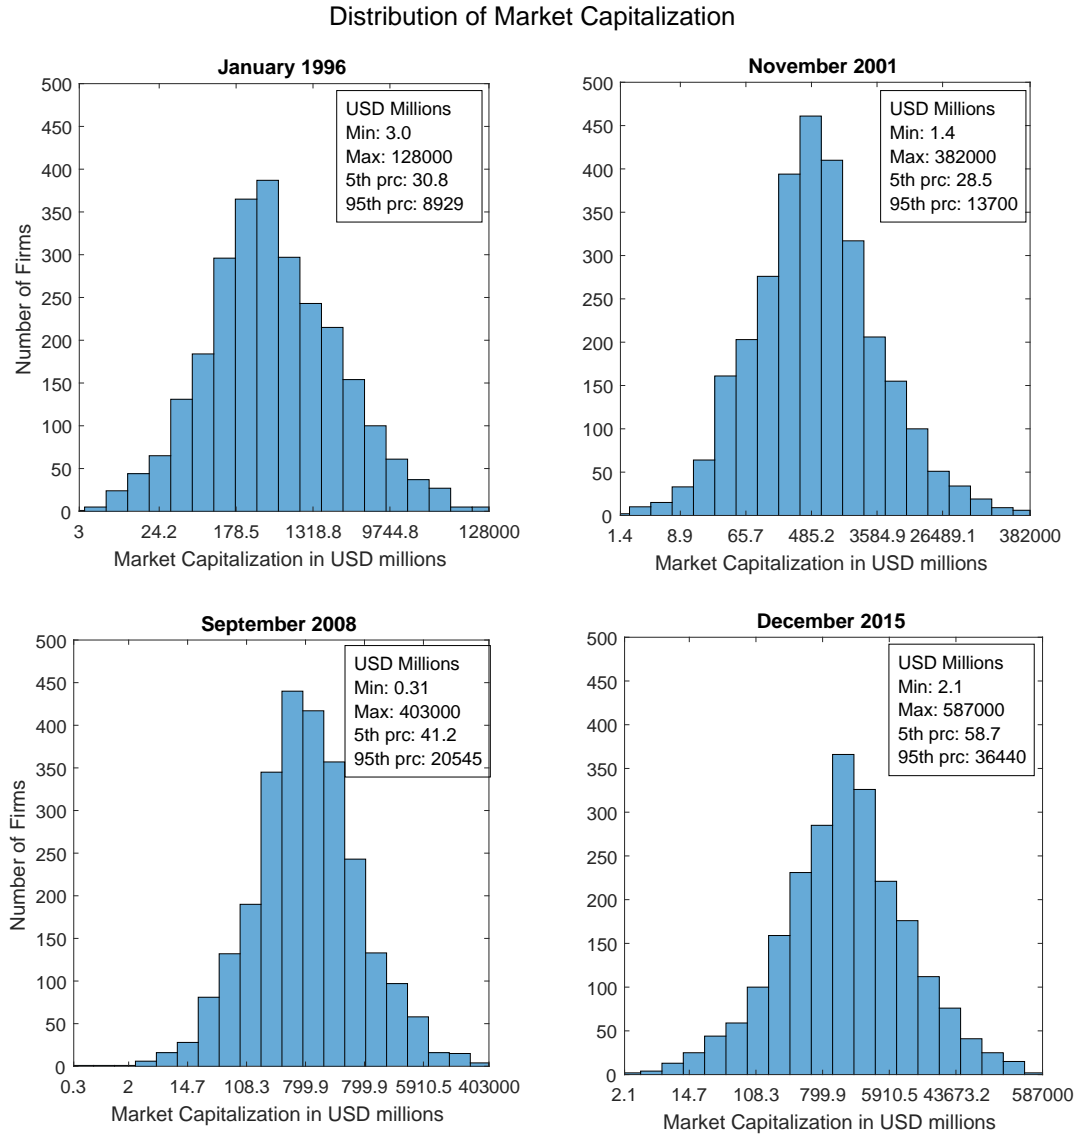 Distribution of Market Capitalization
January 1996
500
450
400
350
300
250
200
150
100
50
0
Number of Firms
USD Millions
Min: 3.0
Max: 128000
5th prc: 30.8
95th prc: 8929
3 24.2 178.5 1318.8 9744.8 128000
Market Capitalization in USD millions
November 2001
500
450
400
350
300
250
200
150
100
50
0
USD Millions
Min: 1.4
Max: 382000
5th prc: 28.5
95th prc: 13700
1.4 8.9 65.7 485.2 3584.9 26489.1 382000
Market Capitalization in USD millions
September 2008
500
450
400
350
300
250
200
150
100
50
0
Number of Firms
USD Millions
Min: 0.31
Max: 403000
5th prc: 41.2
95th prc: 20545
0.3 2 14.7 108.3 799.9 799.9 5910.5 403000
Market Capitalization in USD millions
December 2015
500
450
400
350
300
250
200
150
100
50
0
USD Millions
Min: 2.1
Max: 587000
5th prc: 58.7
95th prc: 36440
2.1 14.7 108.3 799.9 5910.5 43673.2 587000
Market Capitalization in USD millions